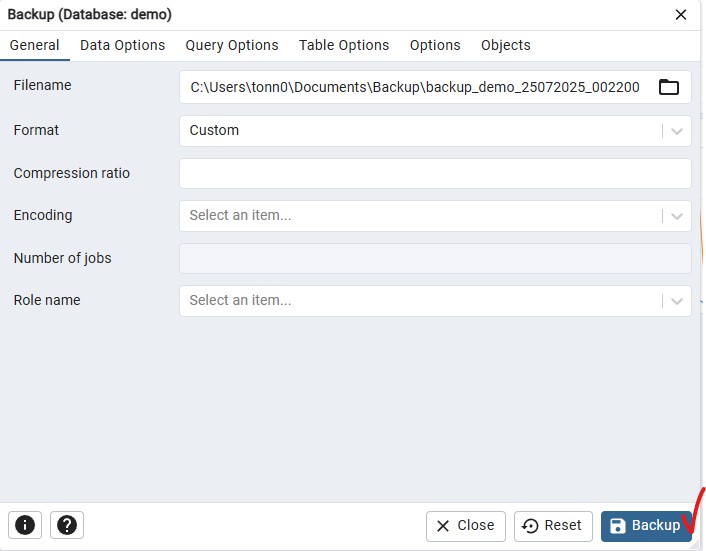 Backup (Database: demo)
General Data Options Query Options Table Options Options Objects
Filename C:\Users\tonn0\Documents\Backup\backup_demo_25072025_002200
Format Custom
Compression ratio
Encoding Select an item...
Number of jobs
Role name Select an item...
Close Reset Backup